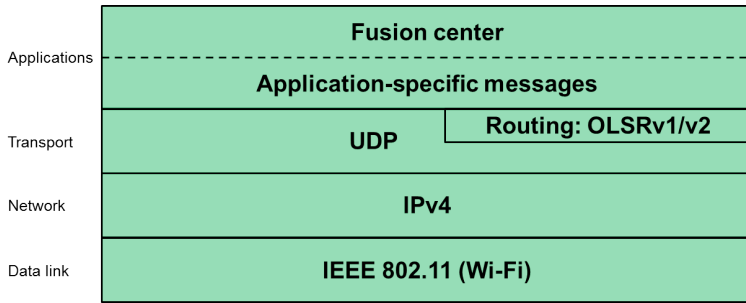 Applications
Fusion center
Application-specific messages
Transport
UDP
Routing: OLSRv1/v2
Network
IPv4
Data link
IEEE 802.11 (Wi-Fi)